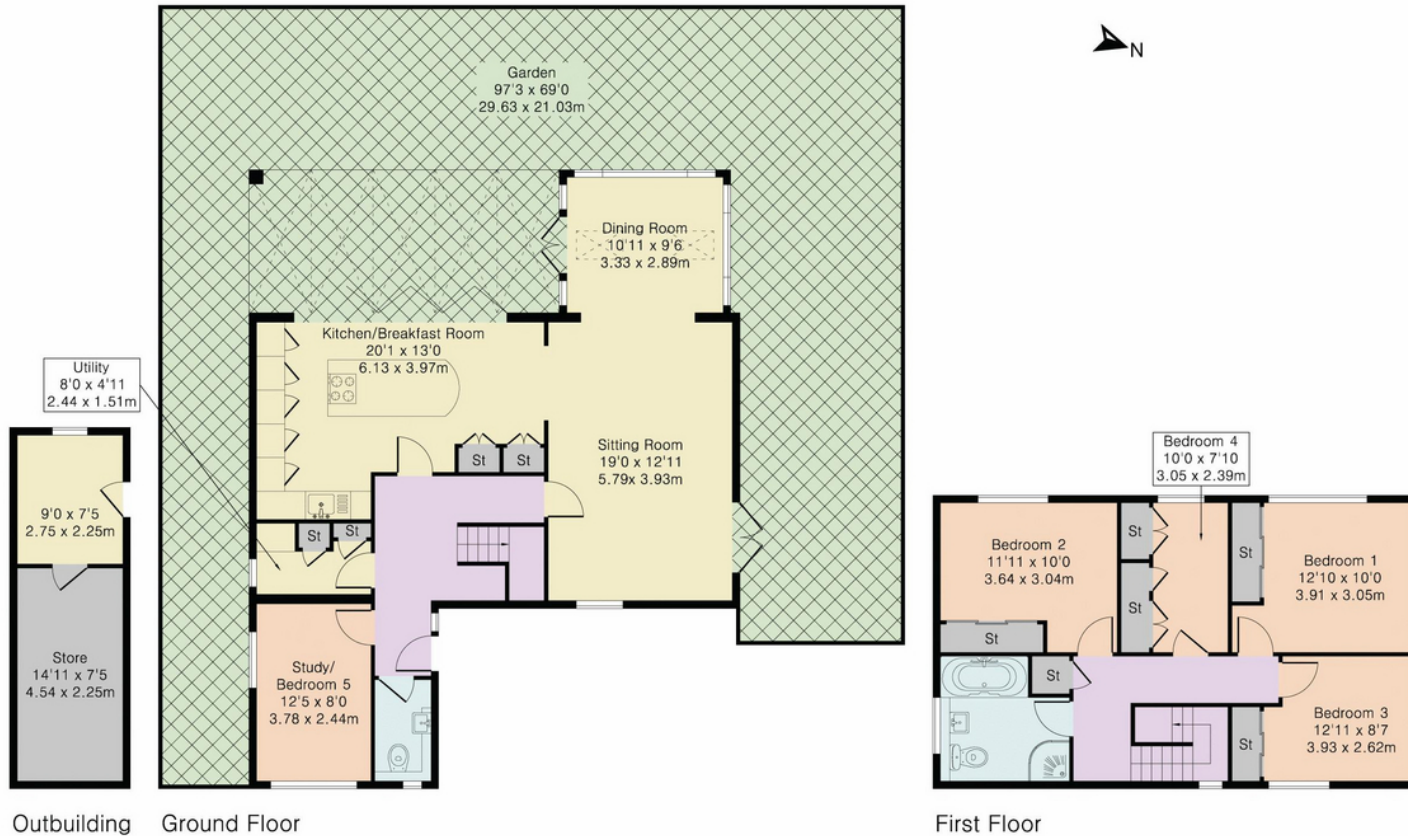 N
Garden
97'3 x 69'0
29.63 x 21.03m
Dining Room
10'11 x 9'6
3.33 x 2.89m
Kitchen/Breakfast Room
20'1 x 13'0
6.13 x 3.97m
Utility
8'0 x 4'11
2.44 x 1.51m
Sitting Room
19'0 x 12'11
5.79x 3.93m
St
St
St
St
9'0 x 7'5
2.75 x 2.25m
Store
14'11 x 7'5
4.54 x 2.25m
Study/
Bedroom 5
12'5 x 8'0
3.78 x 2.44m
Bedroom 4
10'0 x 7'10
3.05 x 2.39m
Bedroom 2
11'11 x 10'0
3.64 x 3.04m
St
St
St
Bedroom 1
12'10 x 10'0
3.91 x 3.05m
St
St
St
Bedroom 3
12'11 x 8'7
3.93 x 2.62m
Outbuilding
Ground Floor
First Floor